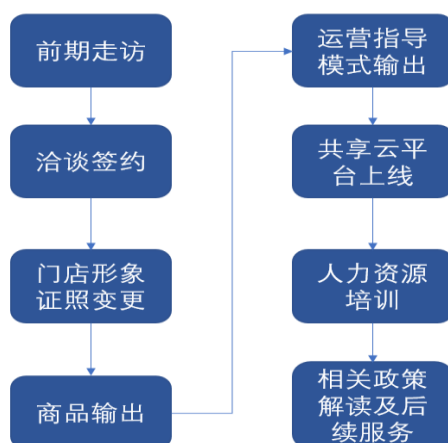 前期走访
洽谈签约
门店形象
证照变更
商品输出
运营指导
模式输出
共享云平
台上线
人力资源
培训
相关政策
解读及后
续服务